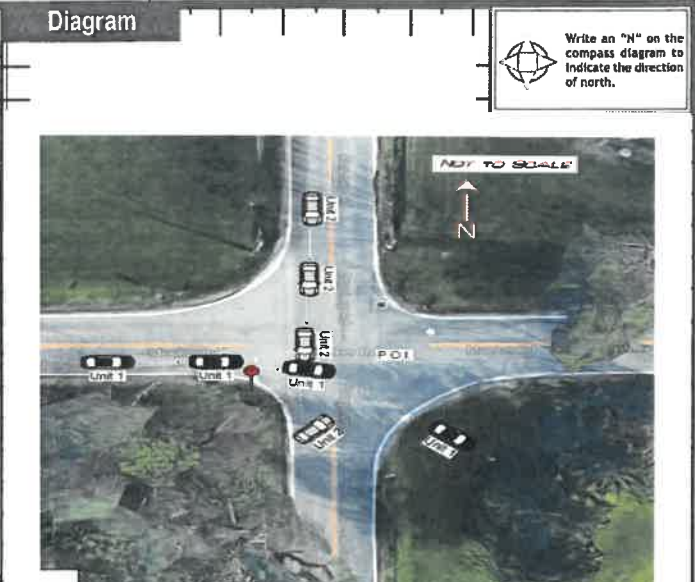 Diagram
Write an "N" on the
compass diagram to
indicate the direction
of north.
NOT TO SCALE
N
Unit 2
Unit 2
Unit 2
P O I
Unit 1
Unit 1
Unit 1
Unit 2
Unit 1